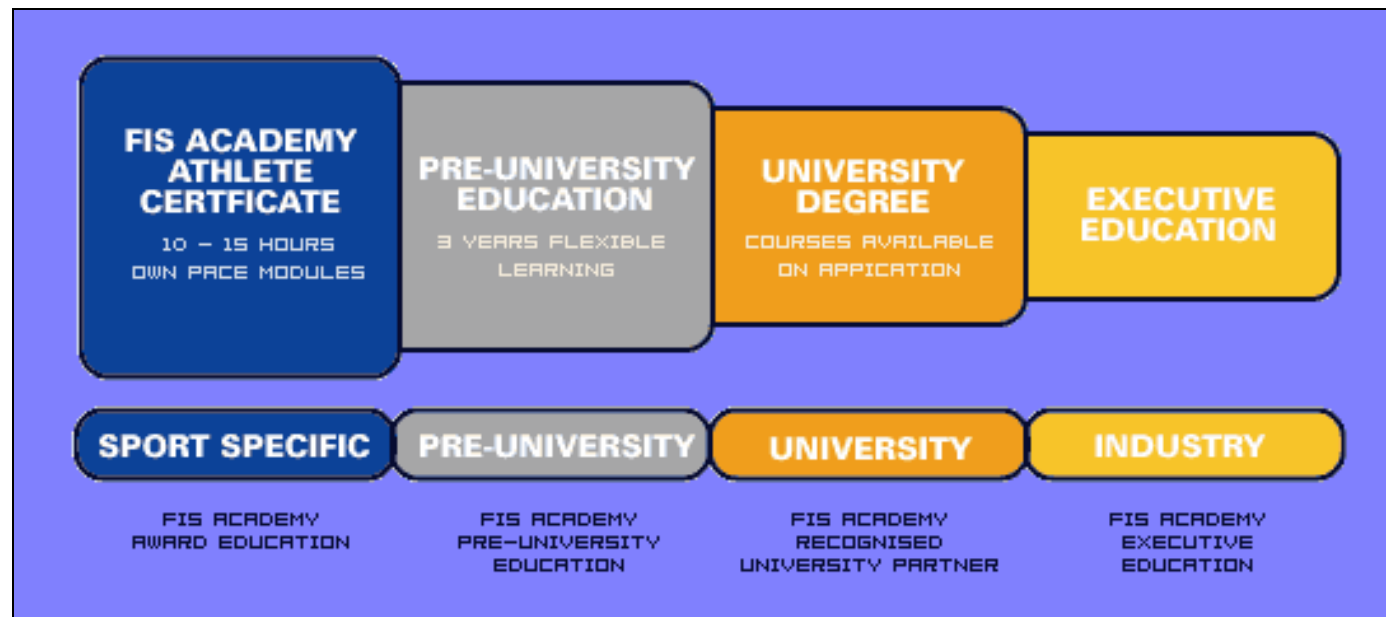 FIS ACADEMY
ATHLETE
CERTFICATE
10 - 15 HOURS
OWN PACE MODULES
PRE-UNIVERSITY
EDUCATION
3 YEARS FLEXIBLE
LEARNING
UNIVERSITY
DEGREE
COURSES AVAILABLE
ON APPICATION
EXECUTIVE
EDUCATION
SPORT SPECIFIC
PRE-UNIVERSITY
UNIVERSITY
INDUSTRY
FIS ACADEMY
AWARD EDUCATION
FIS ACADEMY
PRE-UNIVERSITY
EDUCATION
FIS ACADEMY
RECOGNISED
UNIVERSITY PARTNER
FIS ACADEMY
EXECUTIVE
EDUCATION